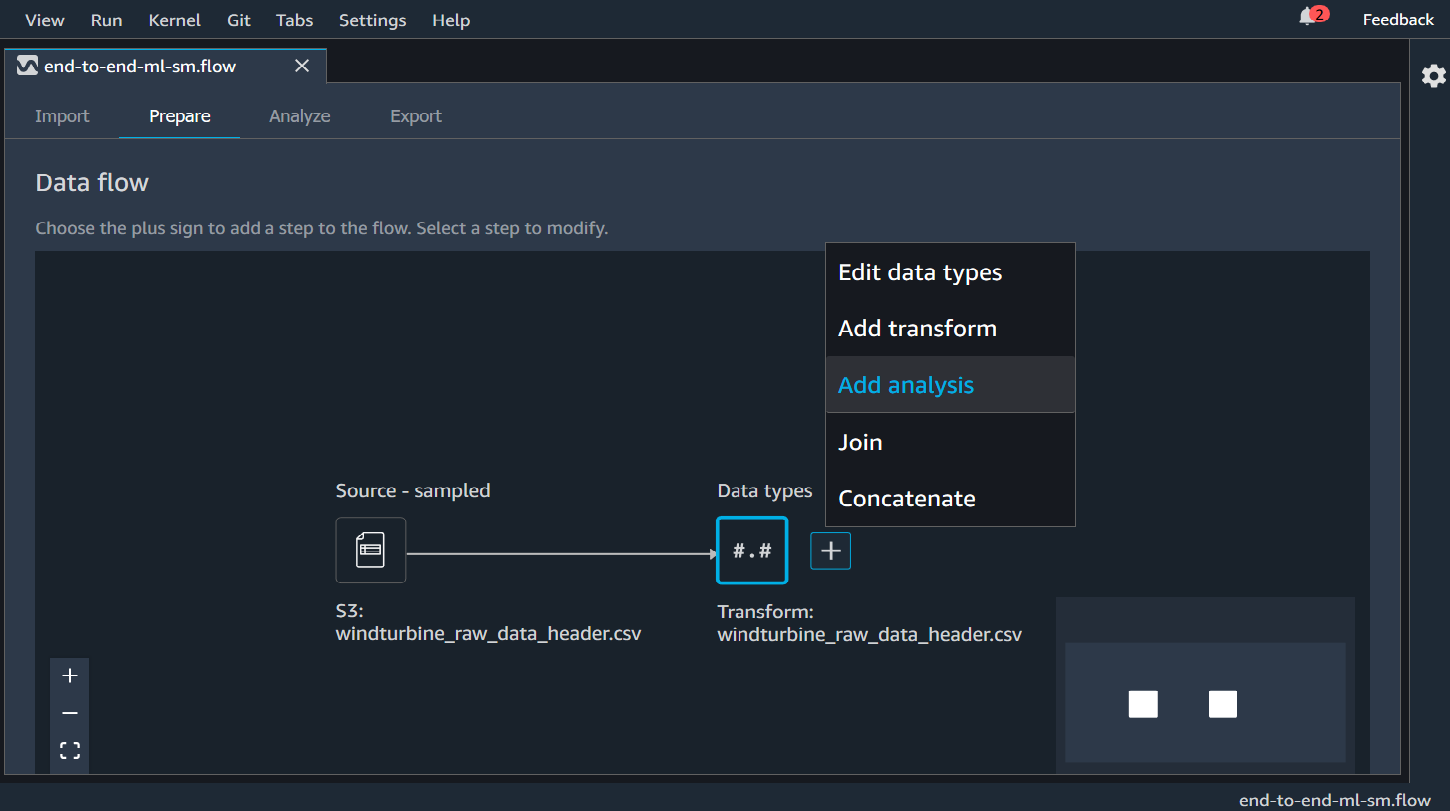 View Run Kernel Git Tabs Settings Help 2 Feedback
end-to-end-ml-sm.flow
Import Prepare Analyze Export
Data flow
Choose the plus sign to add a step to the flow. Select a step to modify.
Edit data types
Add transform
Add analysis
Join
Concatenate
Source - sampled
Data types
#.#
S3:
windturbine_raw_data_header.csv
Transform:
windturbine_raw_data_header.csv
end-to-end-ml-sm.flow